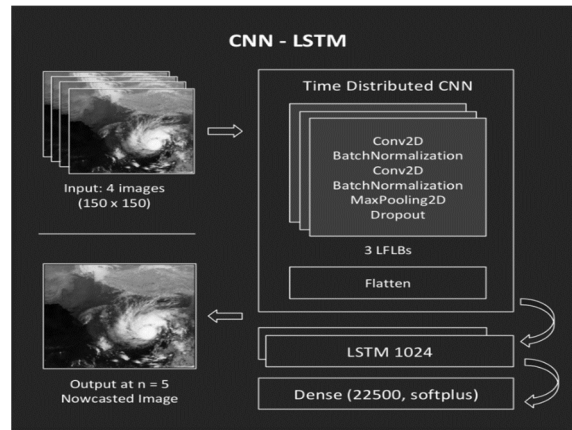 CNN - LSTM
Input: 4 images
(150 x 150)
Time Distributed CNN
Conv2D
BatchNormalization
Conv2D
BatchNormalization
MaxPooling2D
Dropout
3 LFLBs
Flatten
LSTM 1024
Dense (22500, softplus)
Output at n = 5
Nowcasted Image